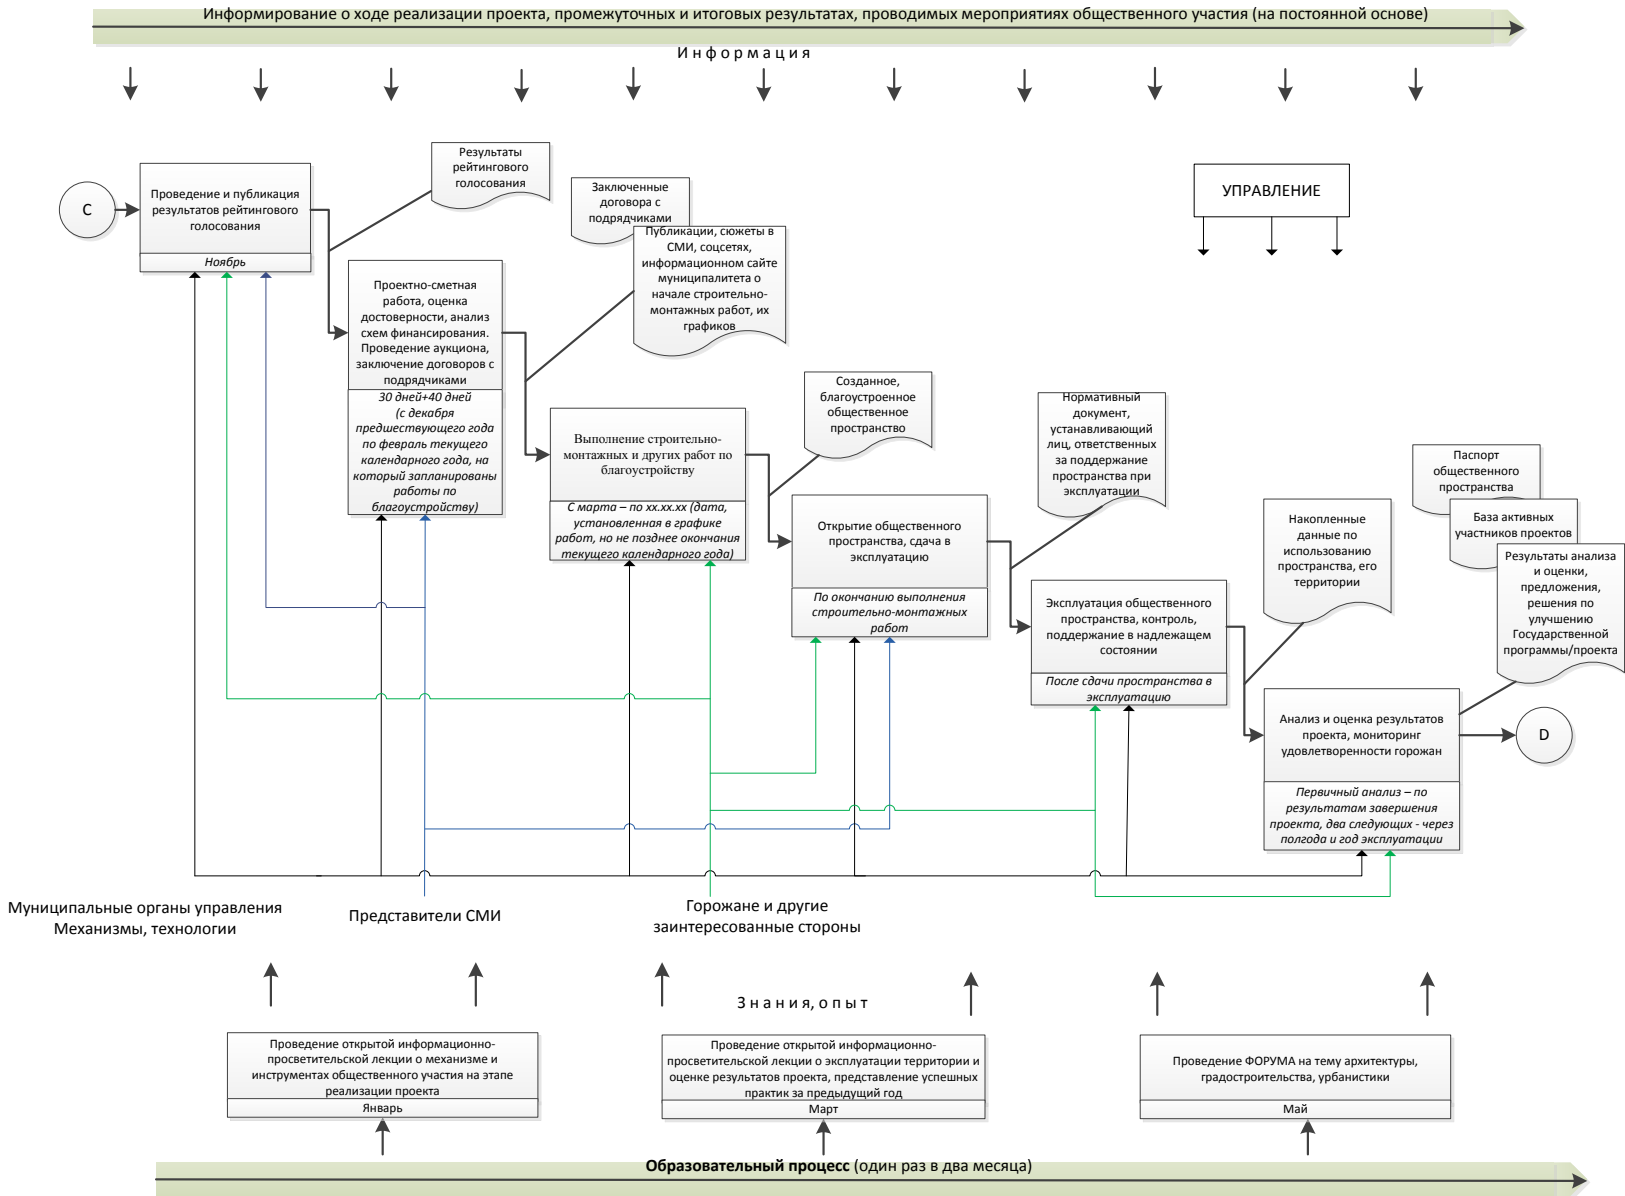 Информирование о ходе реализации проекта, промежуточных и итоговых результатах, проводимых мероприятиях общественного участия (на постоянной основе)
И н ф о р м а ц и я
C
Проведение и публикация
результатов рейтингового
голосования
Ноябрь
Результаты
рейтингового
голосования
Проектно-сметная
работа, оценка
достоверности, анализ
схем финансирования.
Проведение аукциона,
заключение договоров с
подрядчиками
30 дней+40 дней
(с декабря
предшествующего года
по февраль текущего
календарного года, на
который запланированы
работы по
благоустройству)
Заключенные
договора с
подрядчиками
Публикации, сюжеты в
СМИ, соцсетях,
информационном сайте
муниципалитета о
начале строительно-
монтажных работ, их
графиков
УПРАВЛЕНИЕ
Выполнение строительно-
монтажных и других работ по
благоустройству
С марта – по хх.хх.хх (дата,
установленная в графике
работ, но не позднее окончания
текущего календарного года)
Созданное,
благоустроенное
общественное
пространство
Открытие общественного
пространства, сдача в
эксплуатацию
По окончанию выполнения
строительно-монтажных
работ
Нормативный
документ,
устанавливающий
лиц, ответственных
за поддержание
пространства при
эксплуатации
Эксплуатация общественного
пространства, контроль,
поддержание в надлежащем
состоянии
После сдачи пространства в
эксплуатацию
Накопленные
данные по
использованию
пространства, его
территории
Паспорт
общественного
пространства
База активных
участников проектов
Результаты анализа
и оценки,
предложения,
решения по
улучшению
Государственной
программы/проекта
Анализ и оценка результатов
проекта, мониторинг
удовлетворенности горожан
Первичный анализ – по
результатам завершения
проекта, два следующих - через
полгода и год эксплуатации
D
Муниципальные органы управления
Механизмы, технологии
Представители СМИ
Горожане и другие
заинтересованные стороны
З н а н и я, о п ы т
Проведение открытой информационно-
просветительской лекции о механизме и
инструментах общественного участия на этапе
реализации проекта
Январь
Проведение открытой информационно-
просветительской лекции о эксплуатации территории и
оценке результатов проекта, представление успешных
практик за предыдущий год
Март
Проведение ФОРУМА на тему архитектуры,
градостроительства, урбанистики
Май
Образовательный процесс (один раз в два месяца)